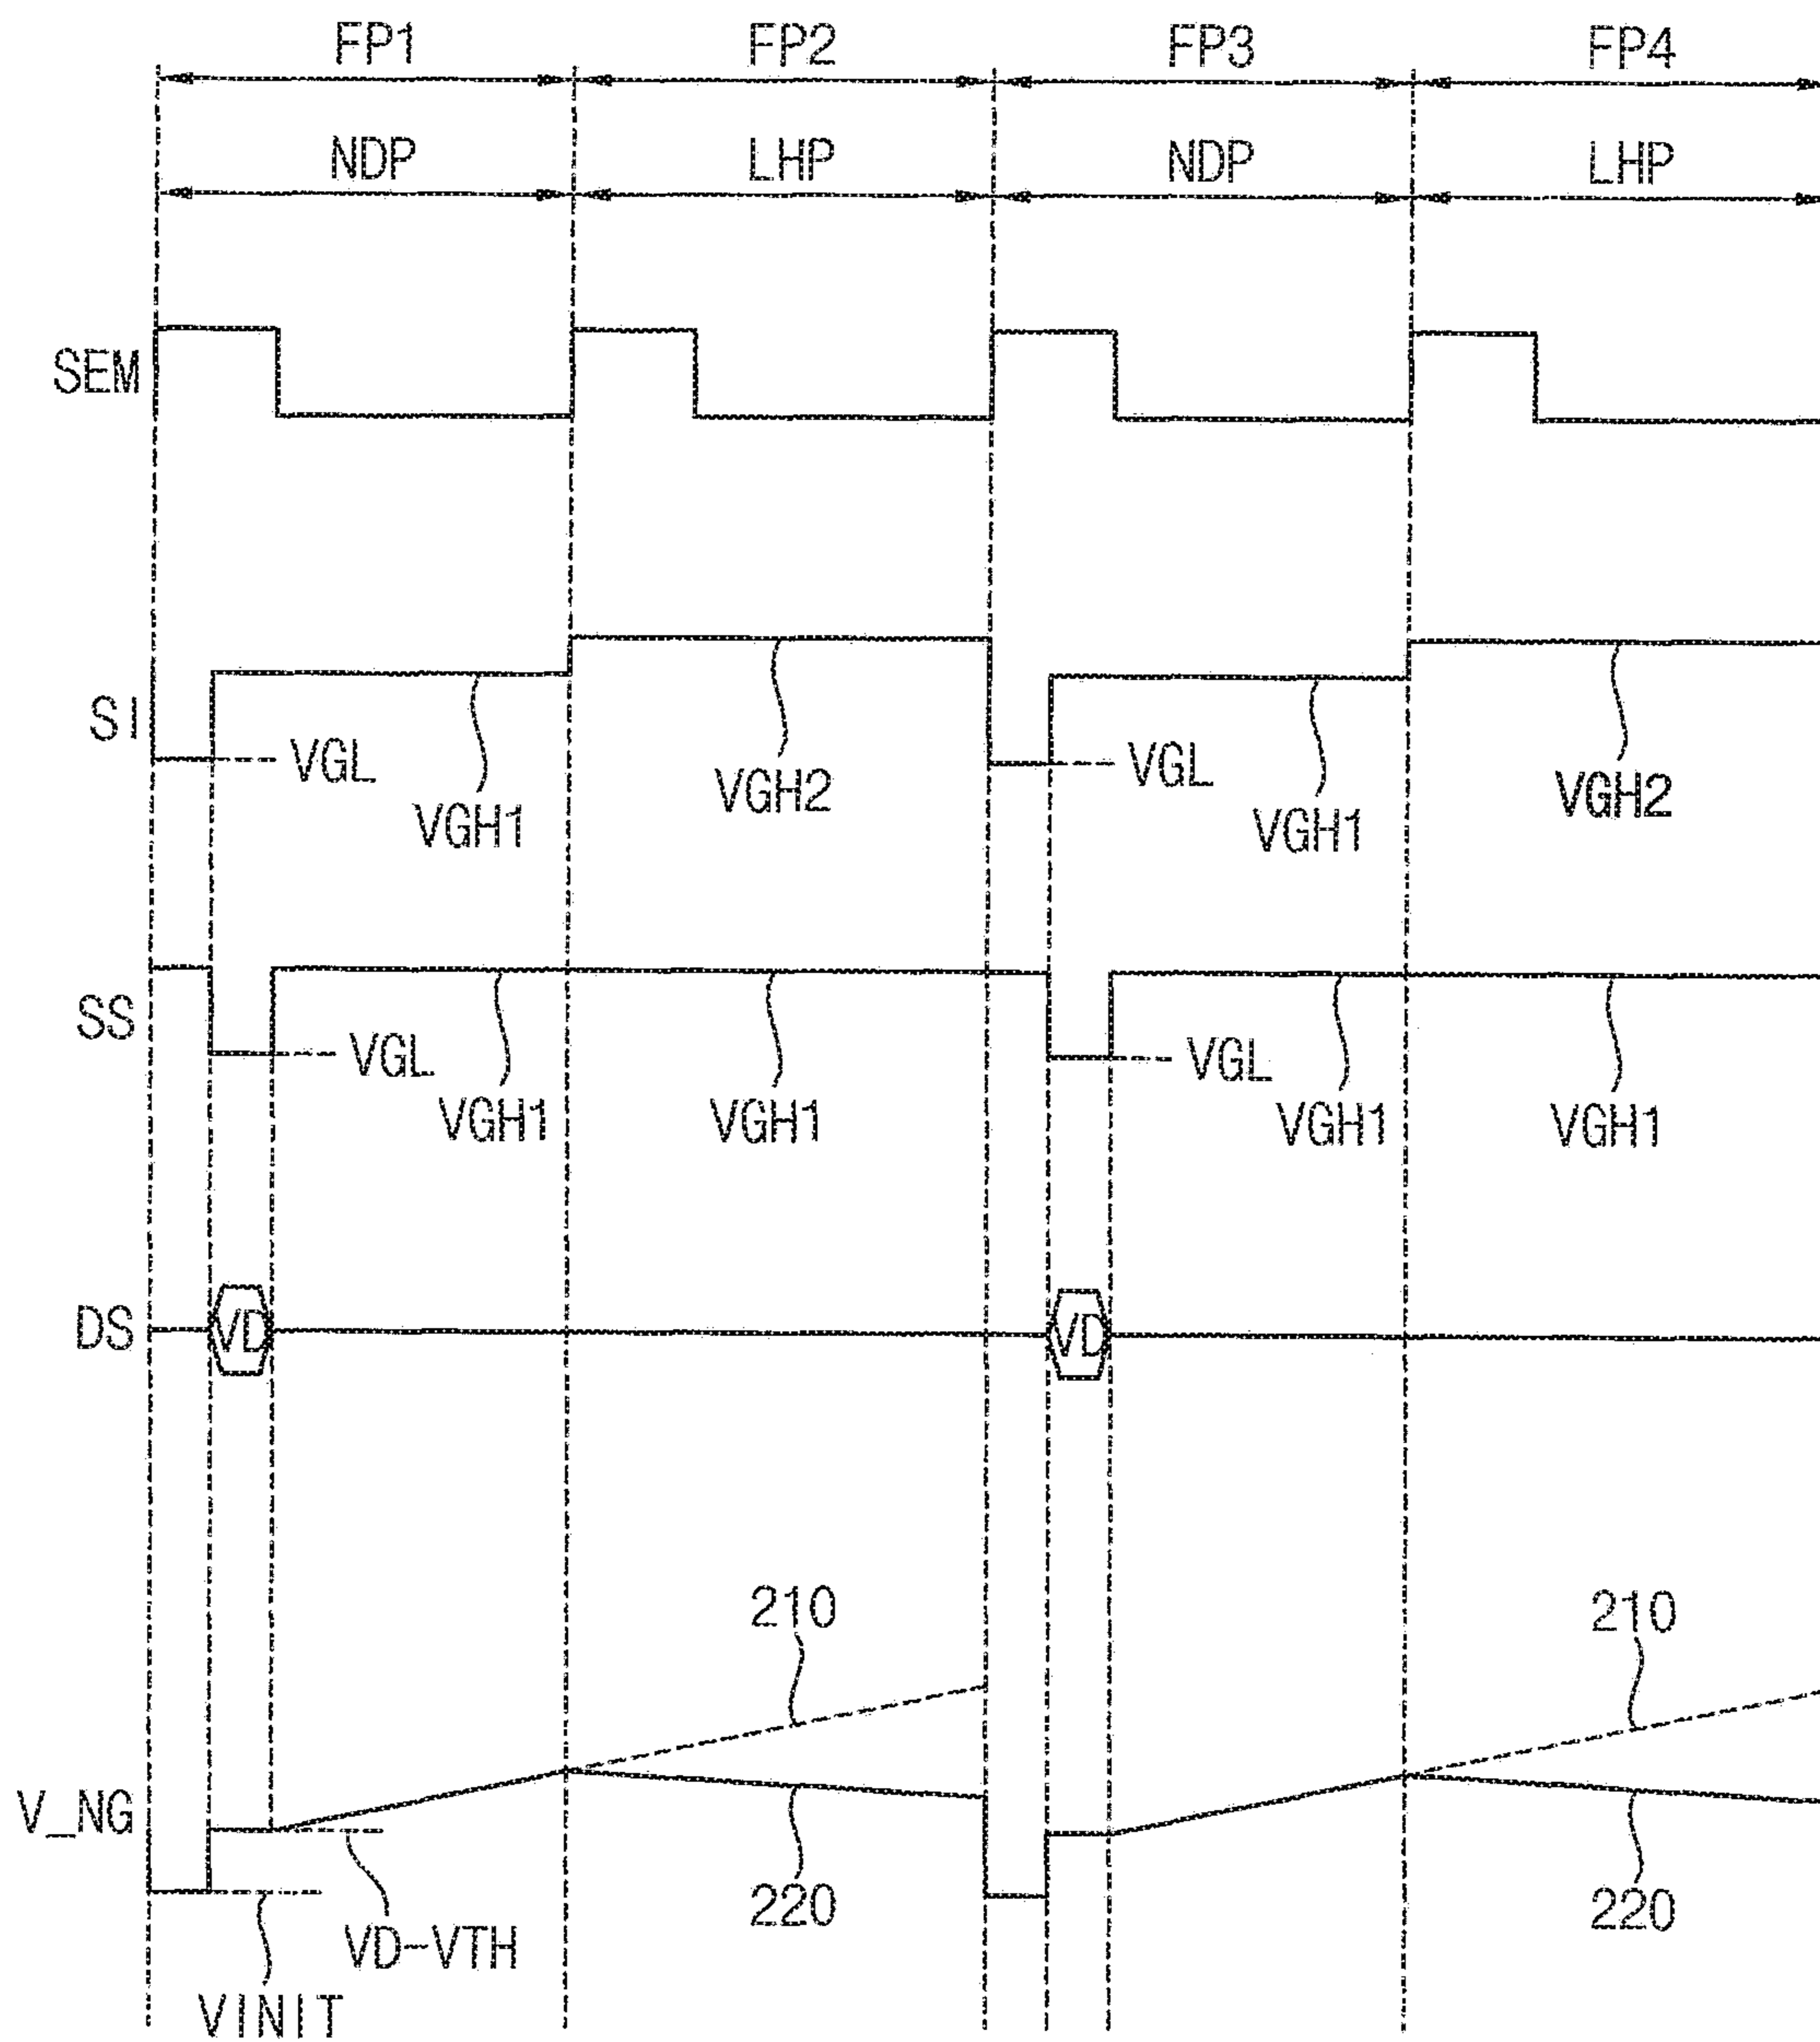 FP1 FP2 FP3 FP4
NDP LHP NDP LHP
SEM
SI
VGL VGL
VGH1 VGH2 VGH1 VGH2
SS
VGL VGL
VGH1 VGH1 VGH1 VGH1
DS VD VD
210 210
V_NG
220 220
VD-VTH
VINIT